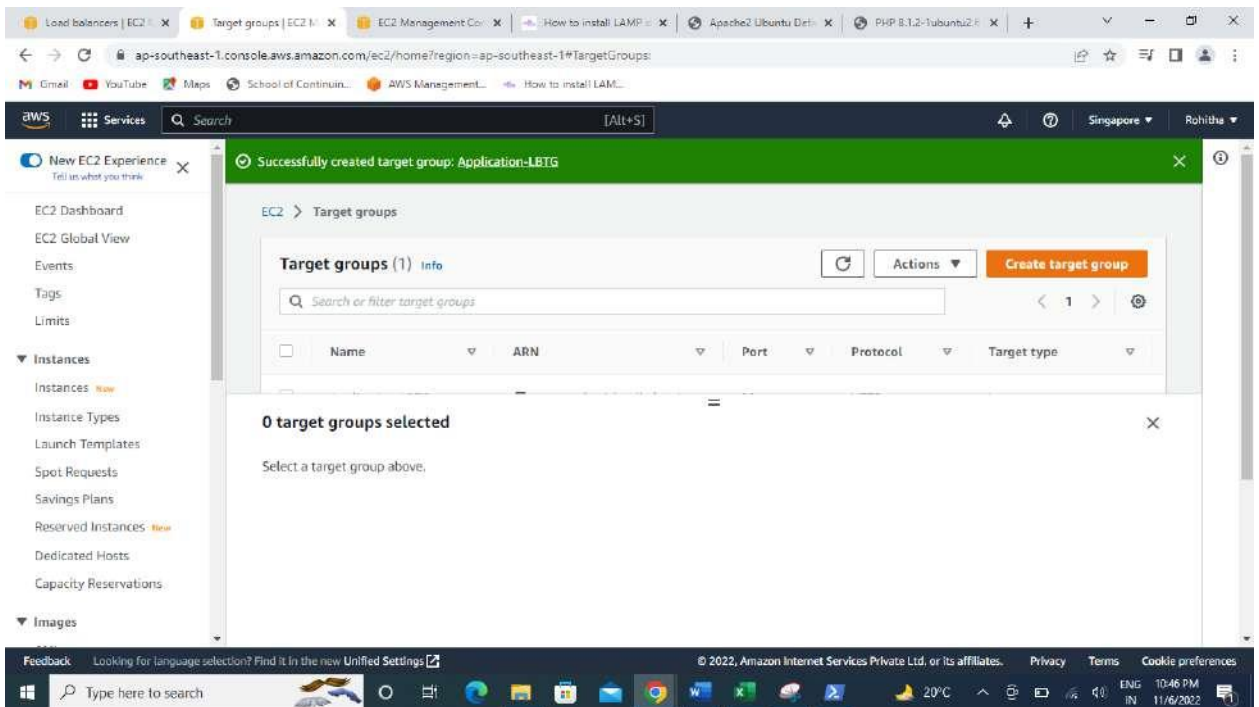 Load balancers | EC2
Target groups | EC2 M
EC2 Management Con
How to install LAMP
Apache2 Ubuntu Def
PHP 8.1.2-1ubuntu2.
ap-southeast-1.console.aws.amazon.com/ec2/home?region=ap-southeast-1#TargetGroups:
Gmail YouTube Maps School of Continuin... AWS Management... How to install LAM...
aws Services Search [Alt+S] Singapore Rohitha
New EC2 Experience
Tell us what you think
EC2 Dashboard
EC2 Global View
Events
Tags
Limits
Instances
Instances New
Instance Types
Launch Templates
Spot Requests
Savings Plans
Reserved Instances New
Dedicated Hosts
Capacity Reservations
Images
Successfully created target group: Application-LBTG
EC2 > Target groups
Target groups (1) Info
Actions
Create target group
Search or filter target groups
1
Name ARN Port Protocol Target type
0 target groups selected
Select a target group above.
Feedback Looking for language selection? Find it in the new Unified Settings © 2022, Amazon Internet Services Private Ltd. or its affiliates. Privacy Terms Cookie preferences
Type here to search 20°C ENG 10:46 PM
IN 11/6/2022